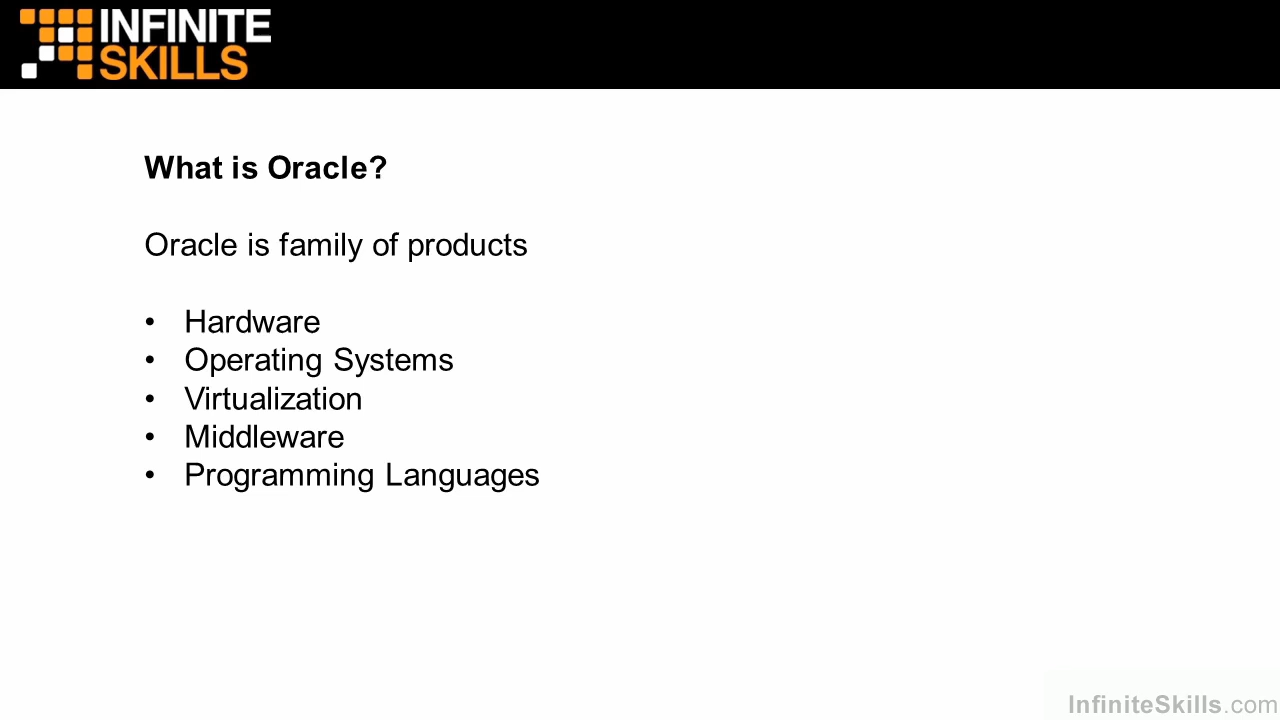 INFINITE
SKILLS
What is Oracle?
Oracle is family of products
• Hardware
• Operating Systems
• Virtualization
• Middleware
• Programming Languages
InfiniteSkills.com